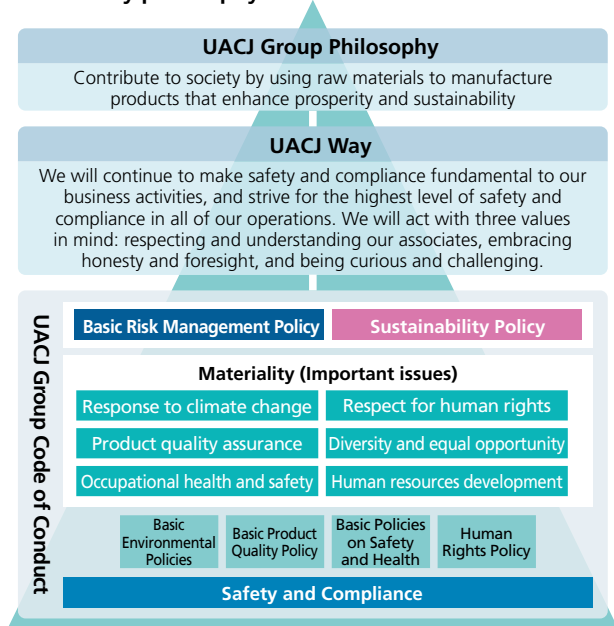 UACJ Group Philosophy
Contribute to society by using raw materials to manufacture
products that enhance prosperity and sustainability
UACJ Way
We will continue to make safety and compliance fundamental to our
business activities, and strive for the highest level of safety and
compliance in all of our operations. We will act with three values
in mind: respecting and understanding our associates, embracing
honesty and foresight, and being curious and challenging.
UACJ Group Code of Conduct
Basic Risk Management Policy
Sustainability Policy
Materiality (Important issues)
Response to climate change
Respect for human rights
Product quality assurance
Diversity and equal opportunity
Occupational health and safety
Human resources development
Basic
Environmental
Policies
Basic Product
Quality Policy
Basic Policies
on Safety
and Health
Human
Rights Policy
Safety and Compliance